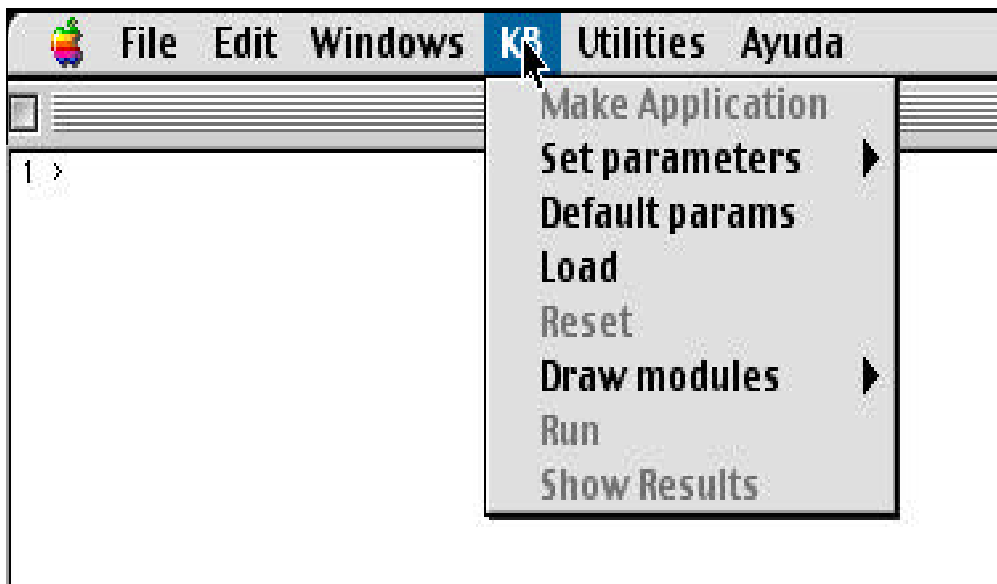 File Edit Windows KB Utilities Ayuda
Make Application
Set parameters
Default params
Load
Reset
Draw modules
Run
Show Results
1 >